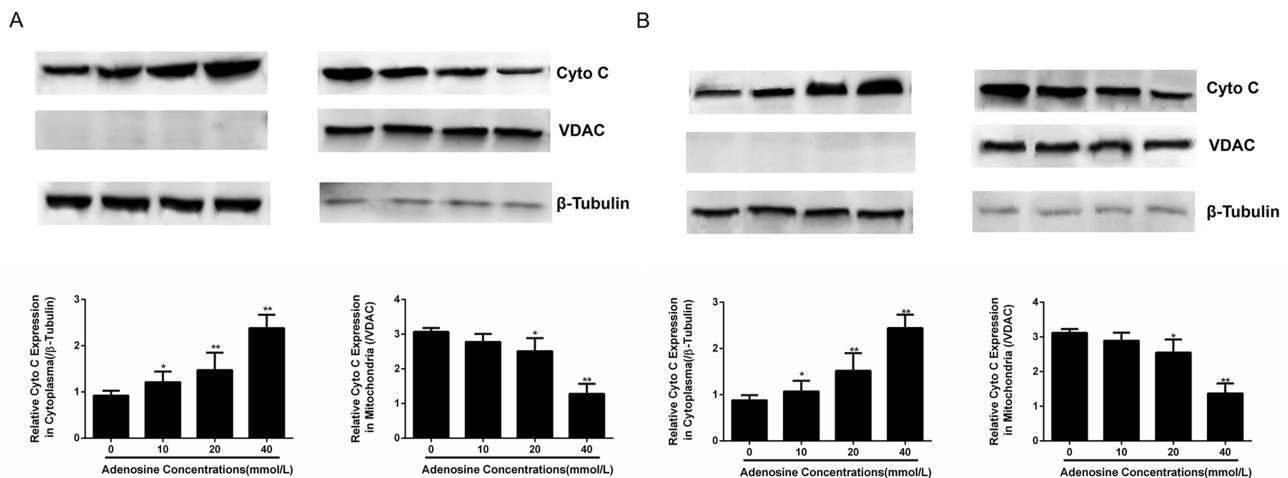 A
B
Cyto C
VDAC
β-Tubulin
Cyto C
VDAC
β-Tubulin
Relative Cyto C Expression
in Cytoplasma(/β-Tubulin)
3
2
1
0
*
**
**
0 10 20 40
Adenosine Concentrations(mmol/L)
Relative Cyto C Expression
in Mitochondria (/VDAC)
4
3
2
1
0
*
**
0 10 20 40
Adenosine Concentrations(mmol/L)
Relative Cyto C Expression
in Cytoplasma(/β-Tubulin)
3
2
1
0
*
**
**
0 10 20 40
Adenosine Concentrations(mmol/L)
Relative Cyto C Expression
in Mitochondria (/VDAC)
4
3
2
1
0
*
**
0 10 20 40
Adenosine Concentrations(mmol/L)